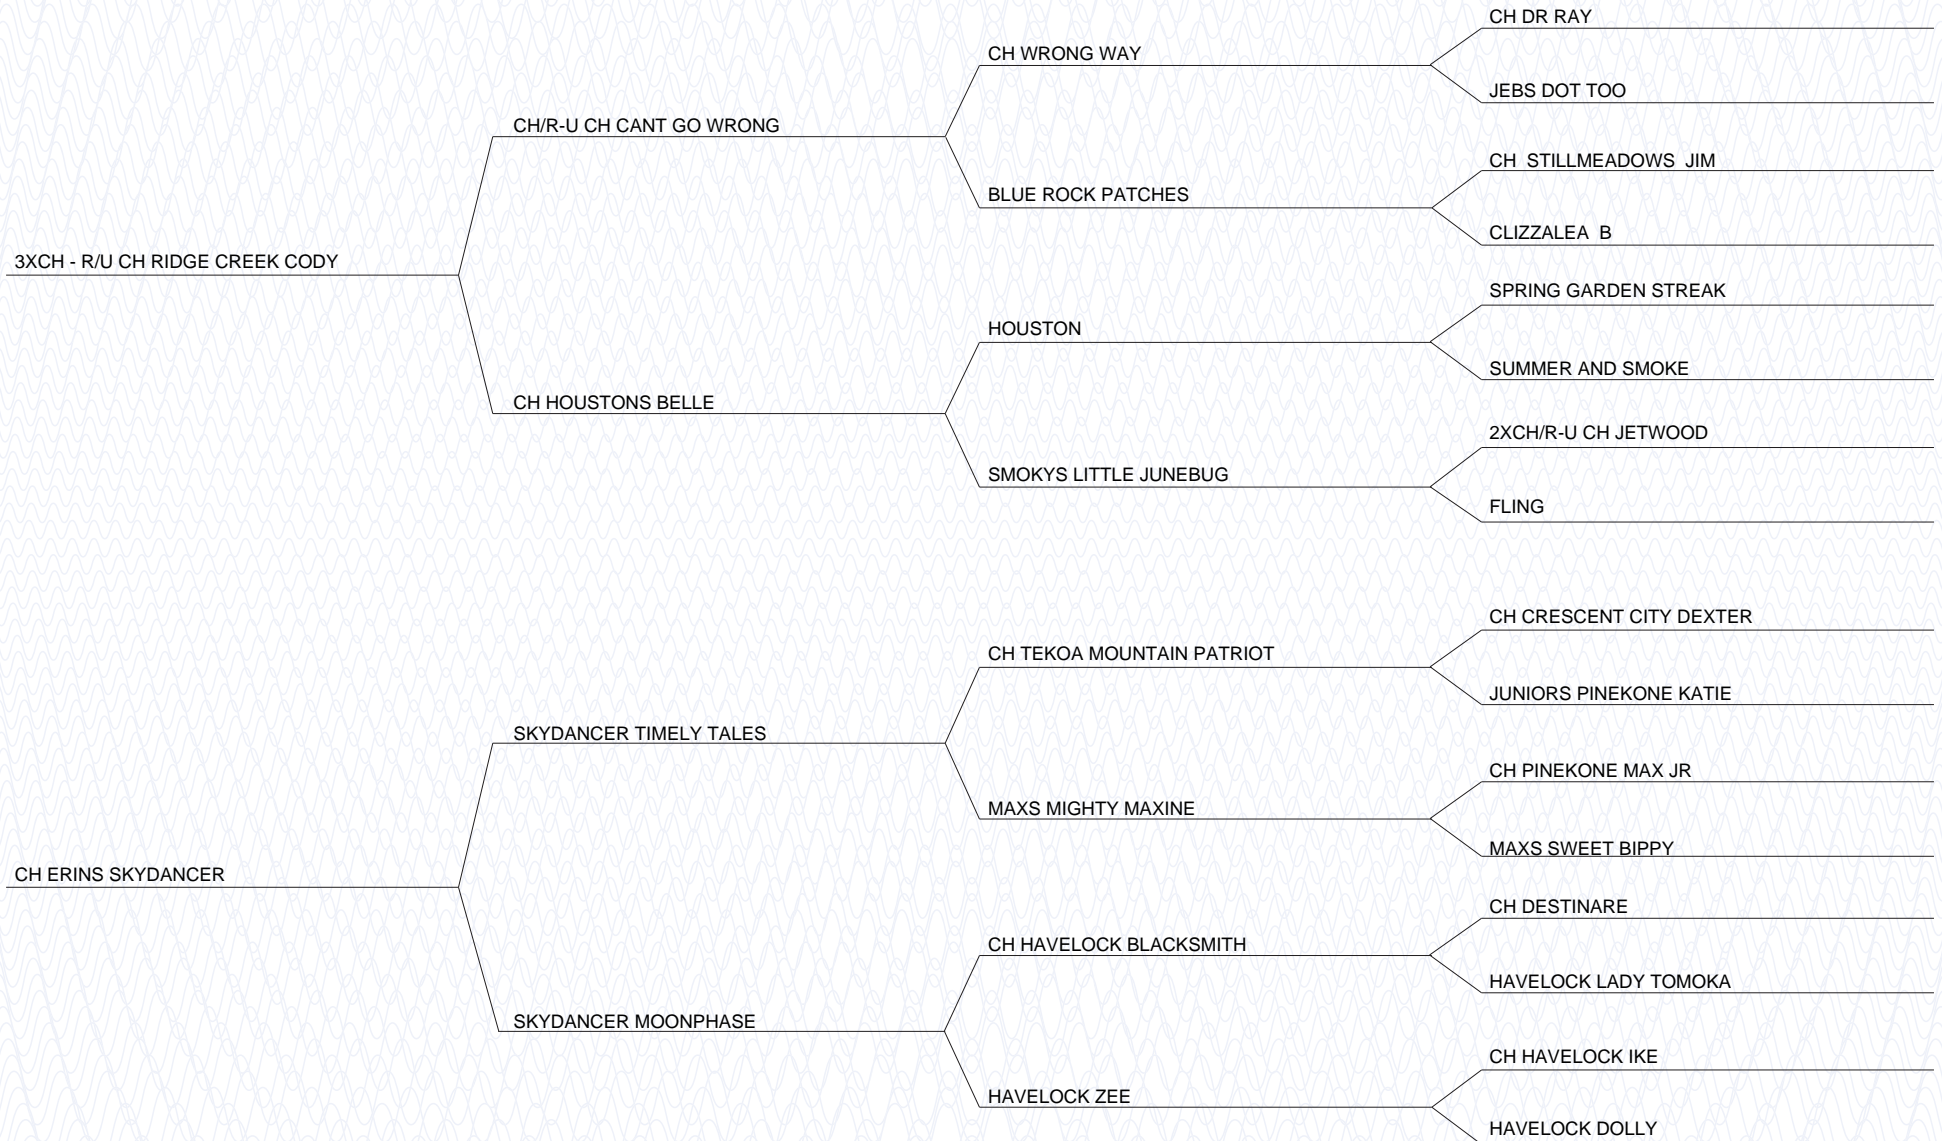 CH DR RAY
CH WRONG WAY
JEBS DOT TOO
CH/R-U CH CANT GO WRONG
CH  STILLMEADOWS  JIM
BLUE ROCK PATCHES
CLIZZALEA  B
3XCH - R/U CH RIDGE CREEK CODY
SPRING GARDEN STREAK
HOUSTON
SUMMER AND SMOKE
CH HOUSTONS BELLE
2XCH/R-U CH JETWOOD
SMOKYS LITTLE JUNEBUG
FLING
CH CRESCENT CITY DEXTER
CH TEKOA MOUNTAIN PATRIOT
JUNIORS PINEKONE KATIE
SKYDANCER TIMELY TALES
CH PINEKONE MAX JR
MAXS MIGHTY MAXINE
MAXS SWEET BIPPY
CH ERINS SKYDANCER
CH DESTINARE
CH HAVELOCK BLACKSMITH
HAVELOCK LADY TOMOKA
SKYDANCER MOONPHASE
CH HAVELOCK IKE
HAVELOCK ZEE
HAVELOCK DOLLY